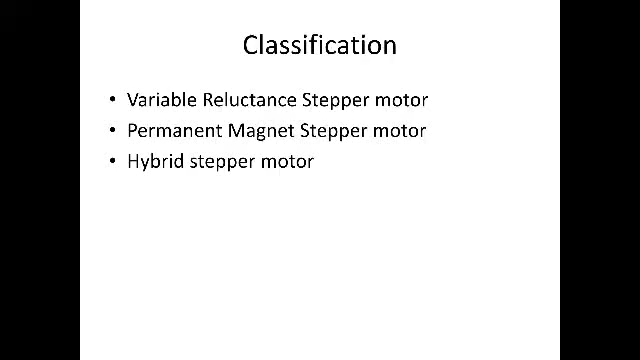 Classification
• Variable Reluctance Stepper motor
• Permanent Magnet Stepper motor
• Hybrid stepper motor